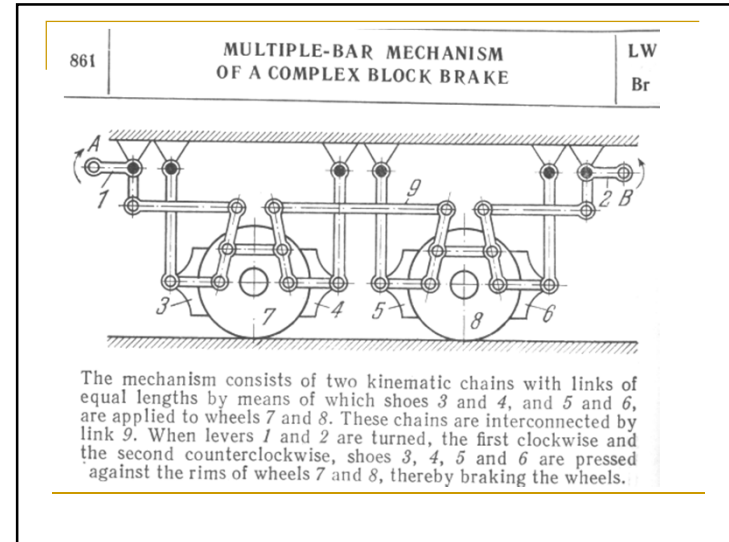 861
MULTIPLE-BAR MECHANISM
OF A COMPLEX BLOCK BRAKE
LW
Br
A
1
9
2 B
3
7
4
5
8
6
The mechanism consists of two kinematic chains with links of
equal lengths by means of which shoes 3 and 4, and 5 and 6,
are applied to wheels 7 and 8. These chains are interconnected by
link 9. When levers 1 and 2 are turned, the first clockwise and
the second counterclockwise, shoes 3, 4, 5 and 6 are pressed
against the rims of wheels 7 and 8, thereby braking the wheels.